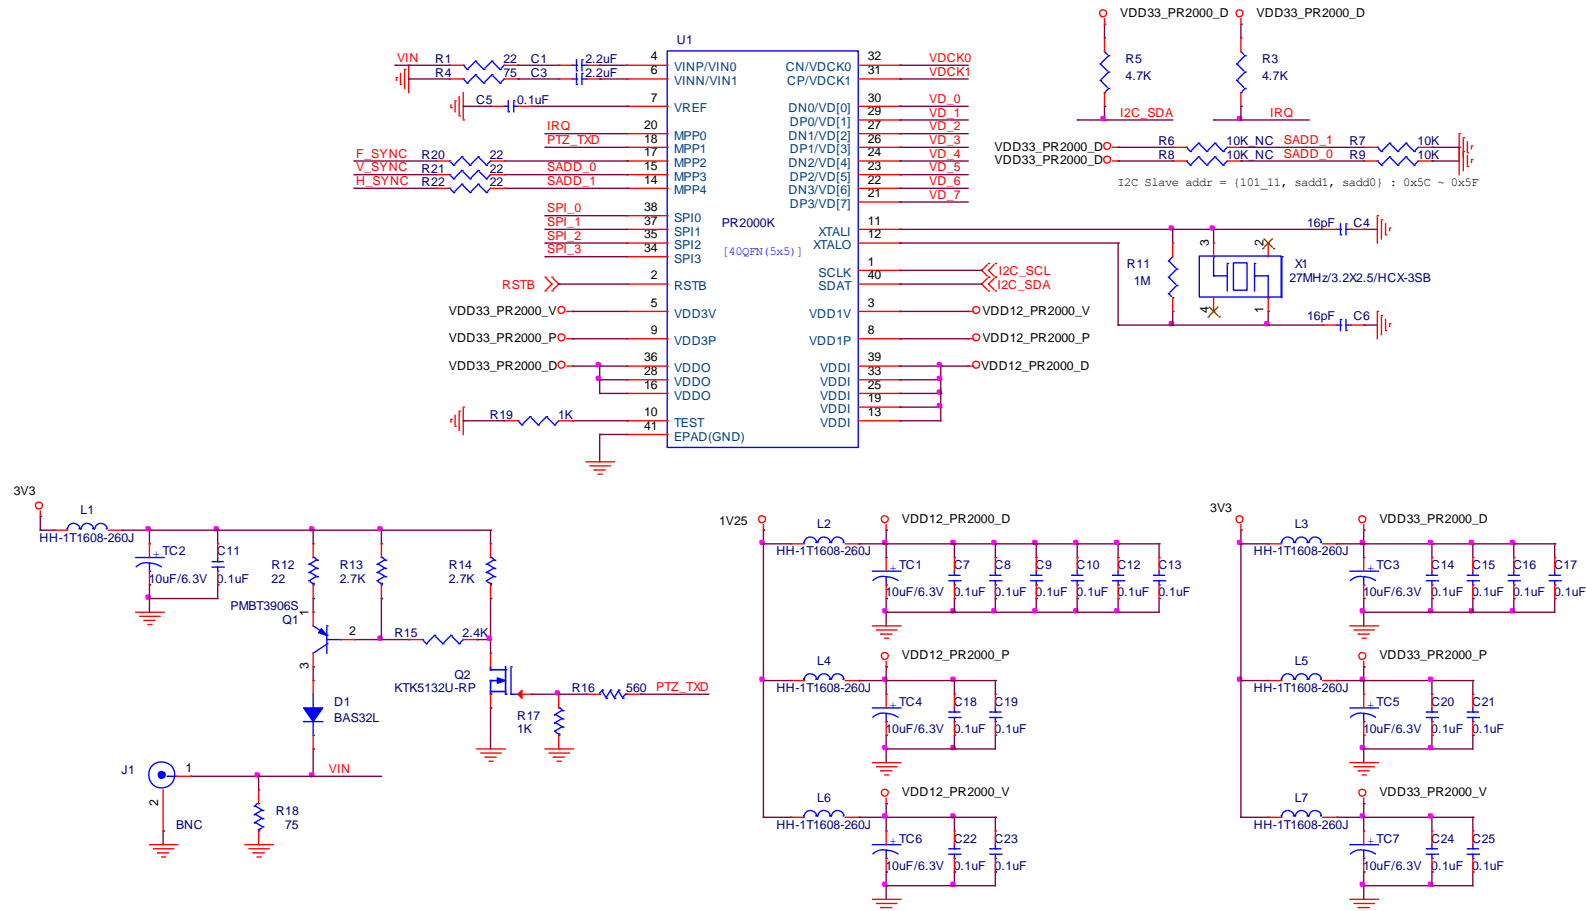 VDD33_PR2000_D VDD33_PR2000_D
R5 4.7K
R3 4.7K
I2C_SDA IRQ
VDD33_PR2000_D R6 10K_NC SADD_1 R7 10K
VDD33_PR2000_D R8 10K_NC SADD_0 R9 10K
I2C Slave addr = {101_11, sadd1, sadd0} : 0x5C ~ 0x5F
U1
VIN R1 22 C1 2.2uF 4 VINP/VIN0
R4 75 C3 2.2uF 6 VINN/VIN1
C5 0.1uF 7 VREF
IRQ 20 MPP0
PTZ_TXD 18 MPP1
F_SYNC R20 22 17 MPP2
V_SYNC R21 22 SADD_0 15 MPP3
H_SYNC R22 22 SADD_1 14 MPP4
SPI_0 38 SPI0
SPI_1 37 SPI1
SPI_2 35 SPI2
SPI_3 34 SPI3
RSTB 2 RSTB
VDD33_PR2000_V 5 VDD3V
VDD33_PR2000_P 9 VDD3P
VDD33_PR2000_D 36 VDDO
28 VDDO
16 VDDO
R19 1K 10 TEST
41 EPAD(GND)
PR2000K
[40QFN(5x5)]
CN/VDCK0 32 VDCK0
CP/VDCK1 31 VDCK1
DN0/VD[0] 30 VD_0
DP0/VD[1] 29 VD_1
DN1/VD[2] 27 VD_2
DP1/VD[3] 26 VD_3
DN2/VD[4] 24 VD_4
DP2/VD[5] 23 VD_5
DN3/VD[6] 22 VD_6
DP3/VD[7] 21 VD_7
XTALI 11
XTALO 12
SCLK 1 I2C_SCL
SDAT 40 I2C_SDA
VDD1V 3 VDD12_PR2000_V
VDD1P 8 VDD12_PR2000_P
VDDI 39 VDD12_PR2000_D
VDDI 33
VDDI 25
VDDI 19
VDDI 13
16pF C4
R11 1M
3 2
4 1
X1
27MHz/3.2X2.5/HCX-3SB
16pF C6
3V3
L1
HH-1T1608-260J
TC2
10uF/6.3V
C11
0.1uF
R12
22
R13
2.7K
R14
2.7K
PMBT3906S
Q1
1
2
3
R15 2.4K
Q2
KTK5132U-RP
R16 560 PTZ_TXD
R17
1K
D1
BAS32L
J1
1
2
BNC
VIN
R18
75
1V25
L2
HH-1T1608-260J
VDD12_PR2000_D
TC1 C7 C8 C9 C10 C12 C13
10uF/6.3V 0.1uF 0.1uF 0.1uF 0.1uF 0.1uF 0.1uF
L4
HH-1T1608-260J
VDD12_PR2000_P
TC4 C18 C19
10uF/6.3V 0.1uF 0.1uF
L6
HH-1T1608-260J
VDD12_PR2000_V
TC6 C22 C23
10uF/6.3V 0.1uF 0.1uF
3V3
L3
HH-1T1608-260J
VDD33_PR2000_D
TC3 C14 C15 C16 C17
10uF/6.3V 0.1uF 0.1uF 0.1uF 0.1uF
L5
HH-1T1608-260J
VDD33_PR2000_P
TC5 C20 C21
10uF/6.3V 0.1uF 0.1uF
L7
HH-1T1608-260J
VDD33_PR2000_V
TC7 C24 C25
10uF/6.3V 0.1uF 0.1uF